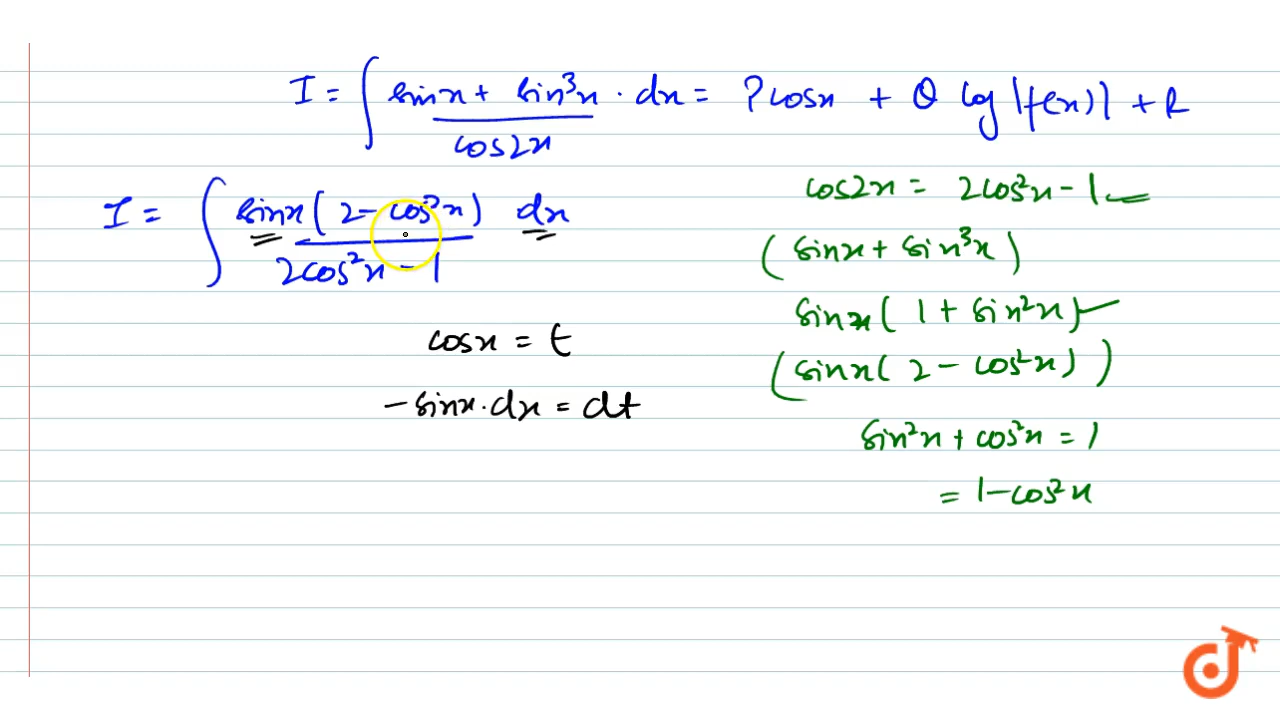 I = ∫ sinx + sin³x / cos2x · dx = Pcosx + Q log|f(x)| + R
I = ∫ sinx(2 - cos²x) / 2cos²x - 1 dx
cosx = t
-sinx·dx = dt
cos2x = 2cos²x - 1
(sinx + sin³x)
sinx(1 + sin²x)
(sinx(2 - cos²x))
sin²x + cos²x = 1
= 1 - cos²x